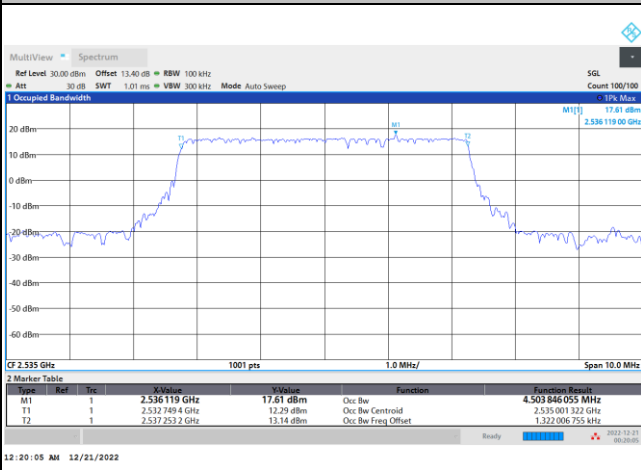 MultiView Spectrum
Ref Level 30.00 dBm Offset 13.40 dB RBW 100 kHz SGL
Att 30 dB SWT 1.01 ms VBW 300 kHz Mode Auto Sweep Count 100/100
1 Occupied Bandwidth 1Pk Max
M1[1] 17.61 dBm
2.536 119 00 GHz
M1
T1
T2
20 dBm
10 dBm
0 dBm
-10 dBm
-20 dBm
-30 dBm
-40 dBm
-50 dBm
-60 dBm
CF 2.535 GHz 1001 pts 1.0 MHz/ Span 10.0 MHz
2 Marker Table
Type Ref Trc X-Value Y-Value Function Function Result
M1 1 2.536 119 GHz 17.61 dBm Occ Bw 4.503 846 055 MHz
T1 1 2.532 749 4 GHz 12.29 dBm Occ Bw Centroid 2.535 001 322 GHz
T2 1 2.537 253 2 GHz 13.14 dBm Occ Bw Freq Offset 1.322 006 755 kHz
Ready 2022-12-21
00:20:05
12:20:05 AM 12/21/2022